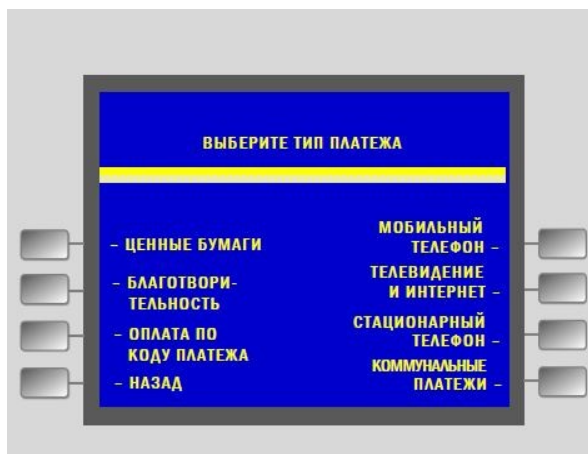 ВЫБЕРИТЕ ТИП ПЛАТЕЖА
– ЦЕННЫЕ БУМАГИ
– БЛАГОТВОРИ-
ТЕЛЬНОСТЬ
– ОПЛАТА ПО
КОДУ ПЛАТЕЖА
– НАЗАД
МОБИЛЬНЫЙ
ТЕЛЕФОН –
ТЕЛЕВИДЕНИЕ
И ИНТЕРНЕТ –
СТАЦИОНАРНЫЙ
ТЕЛЕФОН –
КОММУНАЛЬНЫЕ
ПЛАТЕЖИ –